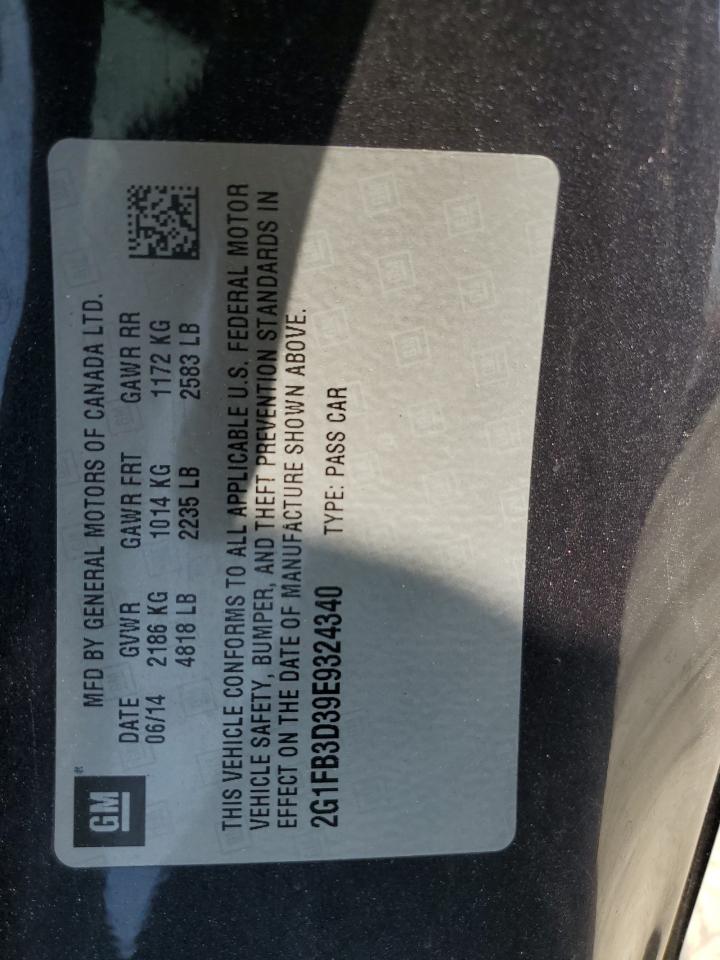 GM
MFD BY GENERAL MOTORS OF CANADA LTD.
DATE GVWR GAWR FRT GAWR RR
06/14 2186 KG 1014 KG 1172 KG
4818 LB 2235 LB 2583 LB
THIS VEHICLE CONFORMS TO ALL APPLICABLE U.S. FEDERAL MOTOR
VEHICLE SAFETY, BUMPER, AND THEFT PREVENTION STANDARDS IN
EFFECT ON THE DATE OF MANUFACTURE SHOWN ABOVE.
2G1FB3D39E9324340 TYPE: PASS CAR